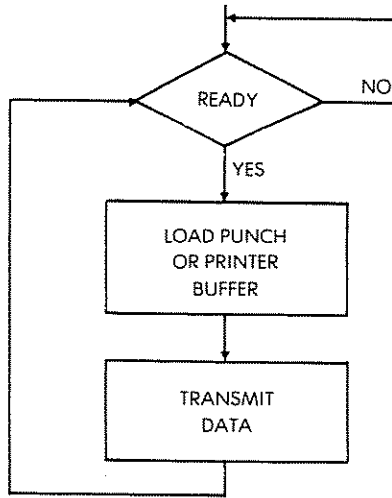 READY
NO
YES
LOAD PUNCH
OR PRINTER
BUFFER
TRANSMIT
DATA